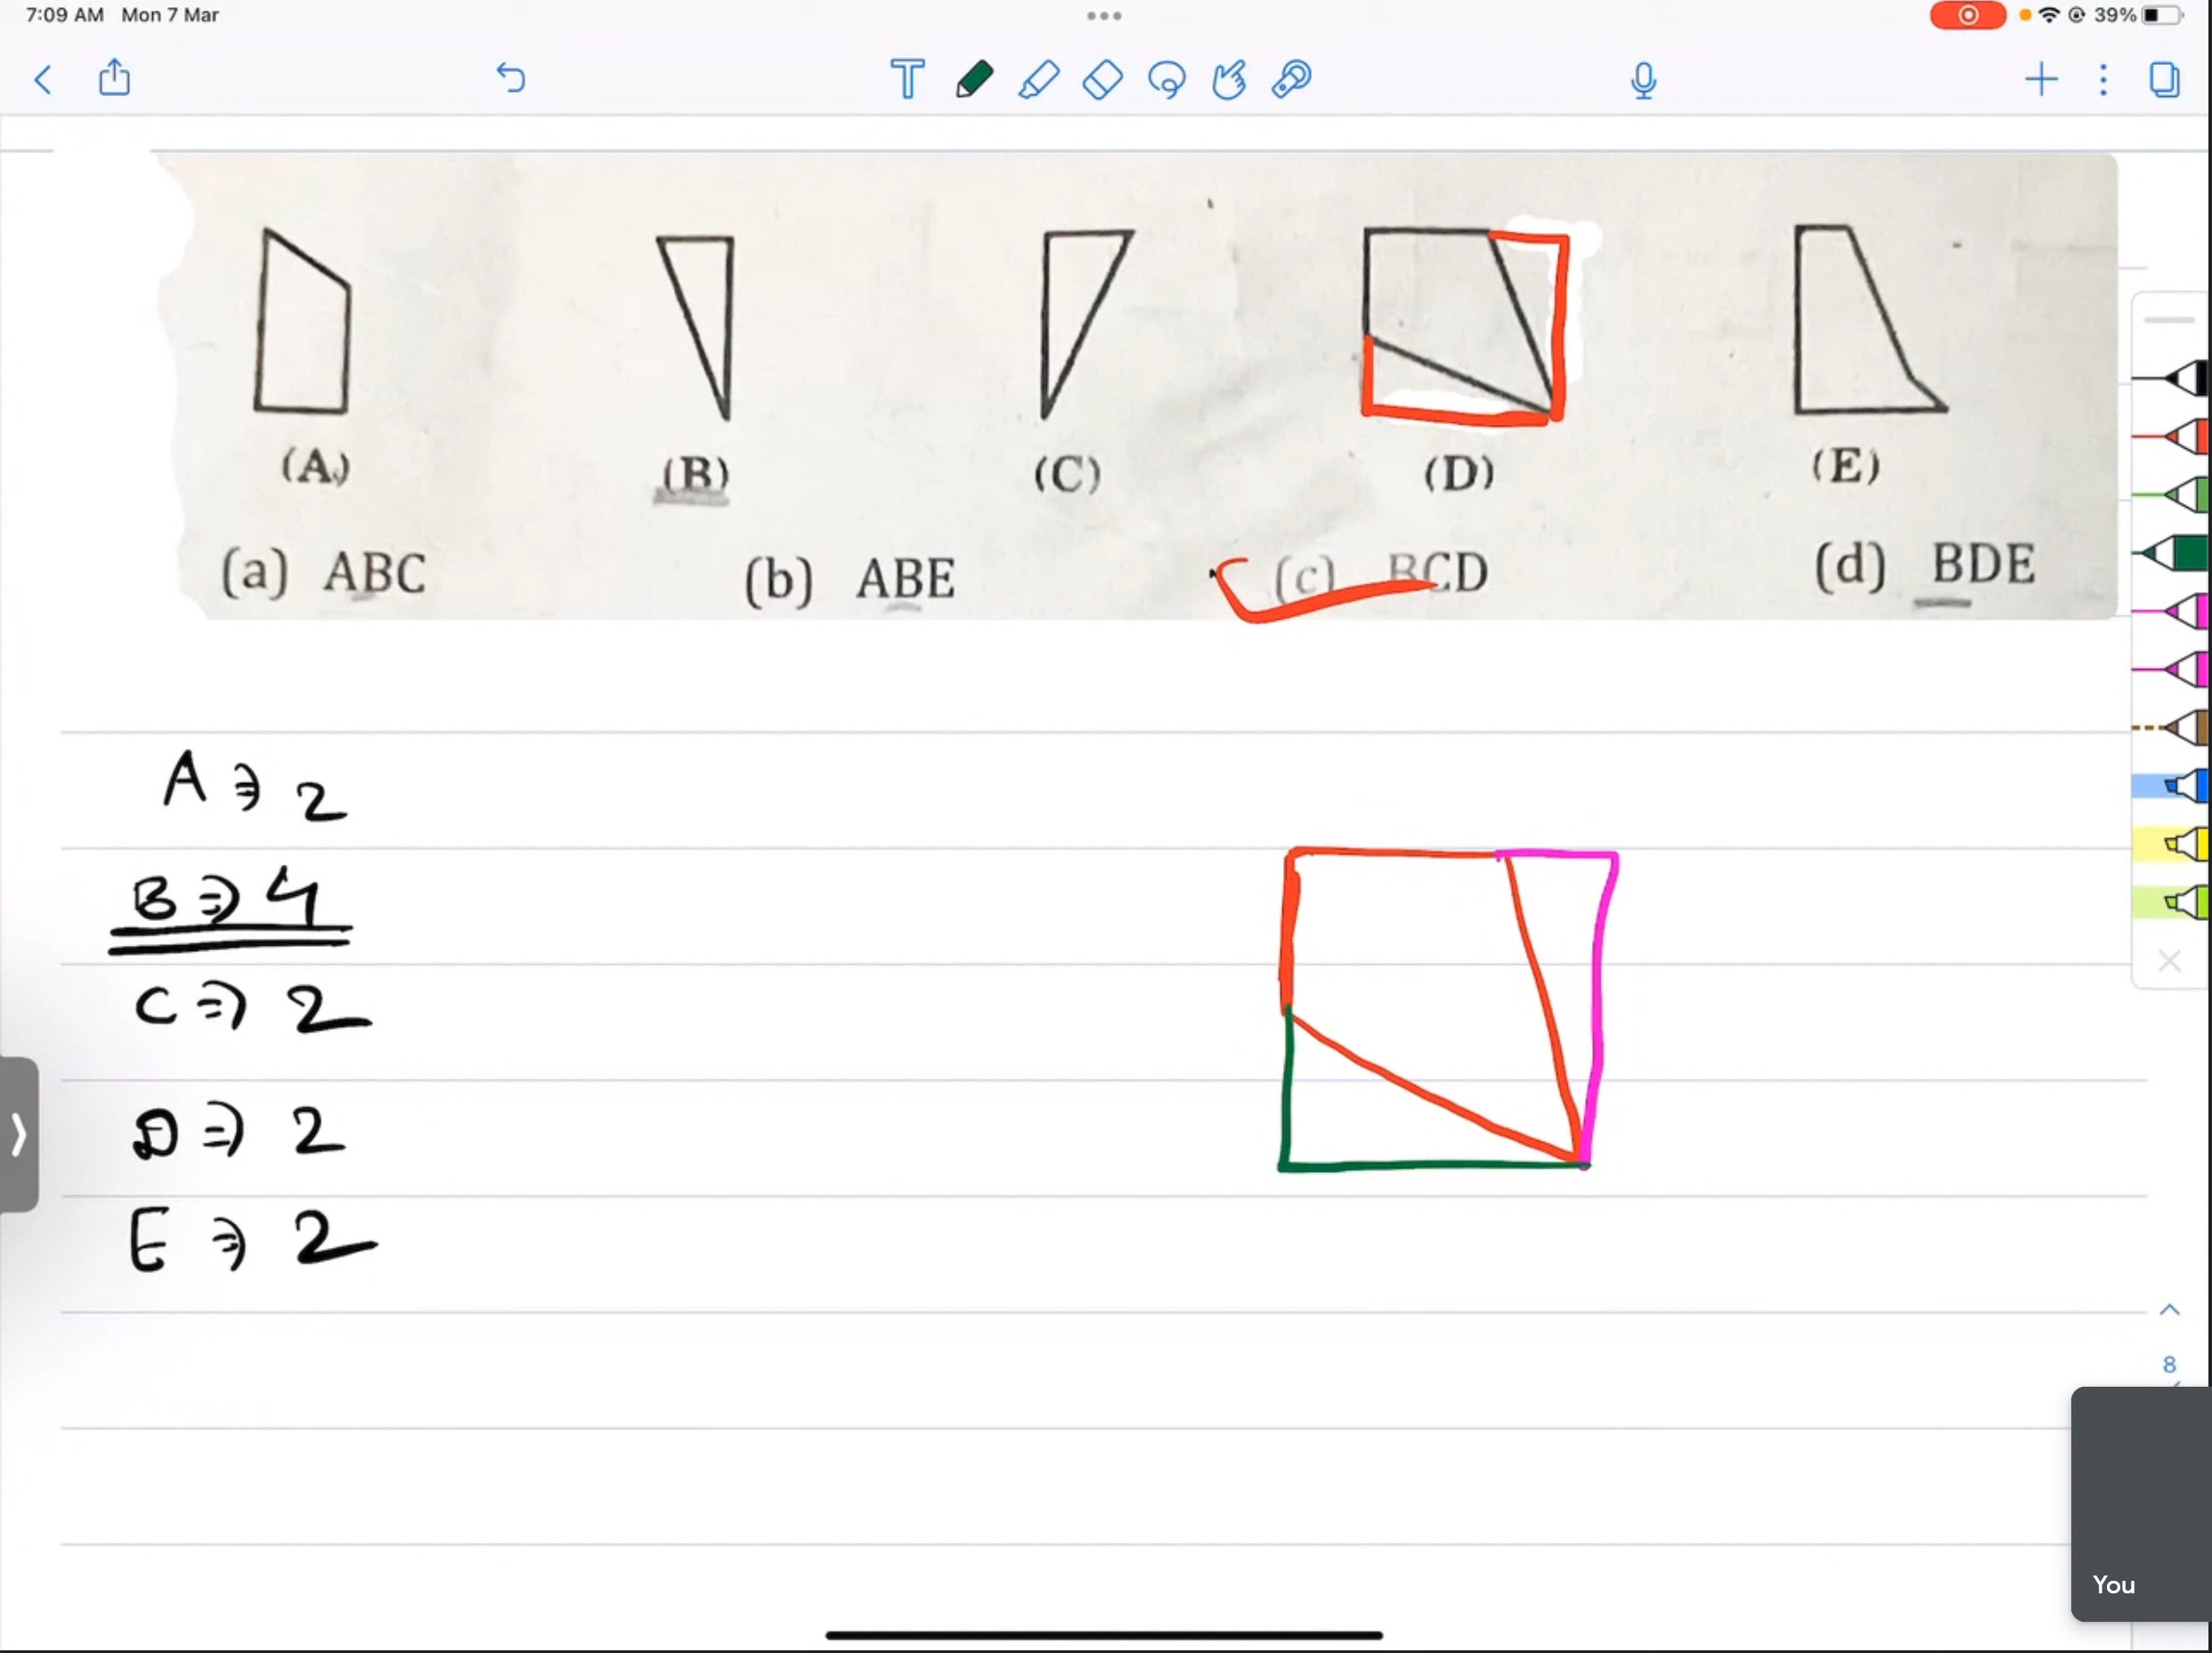 7:09 AM Mon 7 Mar
39%
T
(A) (B) (C) (D) (E)
(a) ABC (b) ABE (c) BCD (d) BDE
A ⇒ 2
B ⇒ 4
C ⇒ 2
D ⇒ 2
E ⇒ 2
8
You